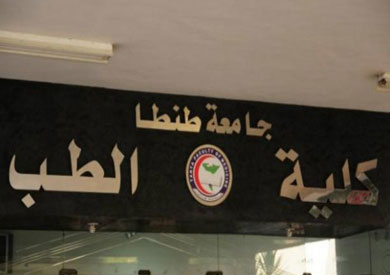 جامعة طنطا
كلية الطب